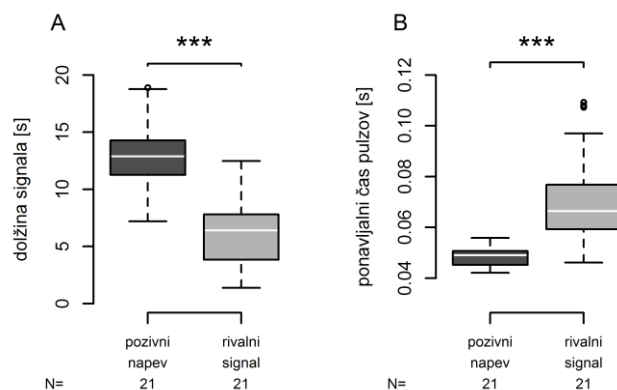 A
***
dolžina signala [s]
20
15
10
5
0
pozivni napev
rivalni signal
N= 21 21
B
***
ponavljalni čas pulzov [s]
0.12
0.10
0.08
0.06
0.04
pozivni napev
rivalni signal
N= 21 21